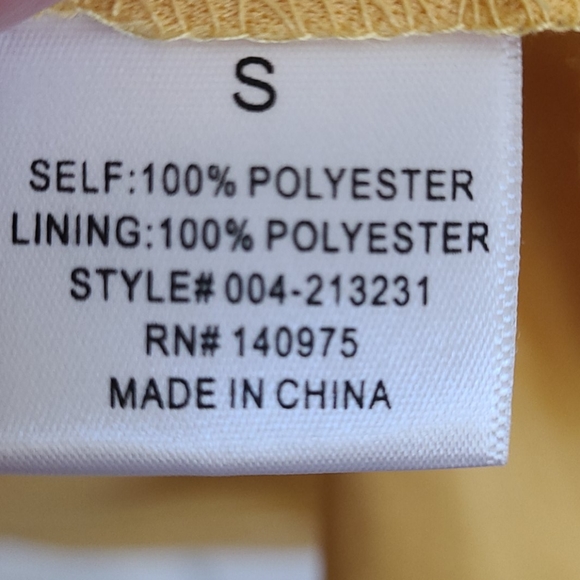 S
SELF:100% POLYESTER
LINING:100% POLYESTER
STYLE# 004-213231
RN# 140975
MADE IN CHINA